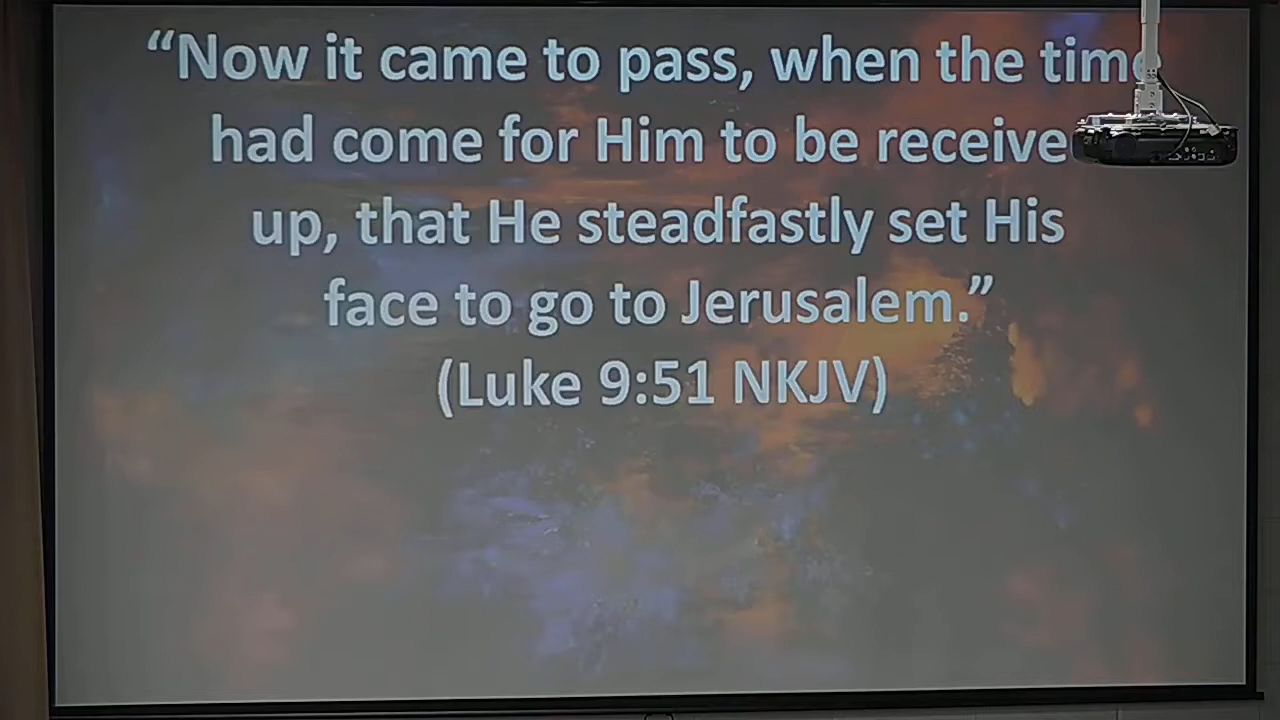 “Now it came to pass, when the time
had come for Him to be receive
up, that He steadfastly set His
face to go to Jerusalem.”
(Luke 9:51 NKJV)